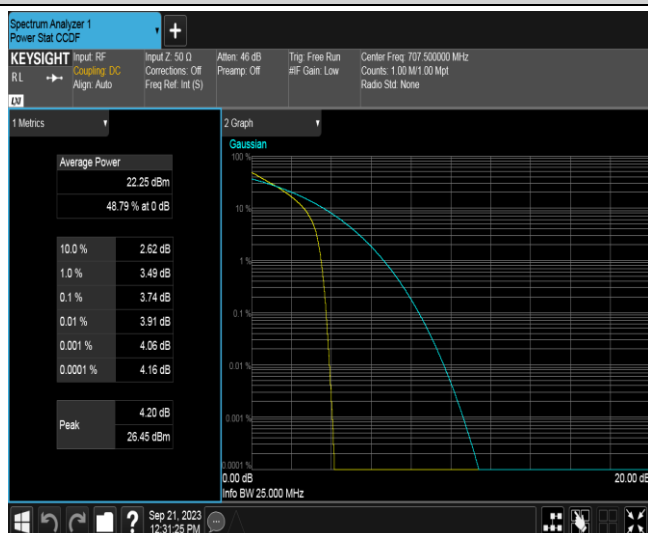 Spectrum Analyzer 1
Power Stat CCDF
KEYSIGHT
R L
LXI
Input: RF
Coupling: DC
Align: Auto
Input Z: 50 Ω
Corrections: Off
Freq Ref: Int (S)
Atten: 46 dB
Preamp: Off
Trig: Free Run
#IF Gain: Low
Center Freq: 707.500000 MHz
Counts: 1.00 M/1.00 Mpt
Radio Std: None
1 Metrics
Average Power
22.25 dBm
48.79 % at 0 dB
10.0 % 2.62 dB
1.0 % 3.49 dB
0.1 % 3.74 dB
0.01 % 3.91 dB
0.001 % 4.06 dB
0.0001 % 4.16 dB
Peak
4.20 dB
26.45 dBm
2 Graph
Gaussian
100 %
10 %
1 %
0.1 %
0.01 %
0.001 %
0.0001 %
0.00 dB 20.00 dB
Info BW 25.000 MHz
Sep 21, 2023
12:31:25 PM